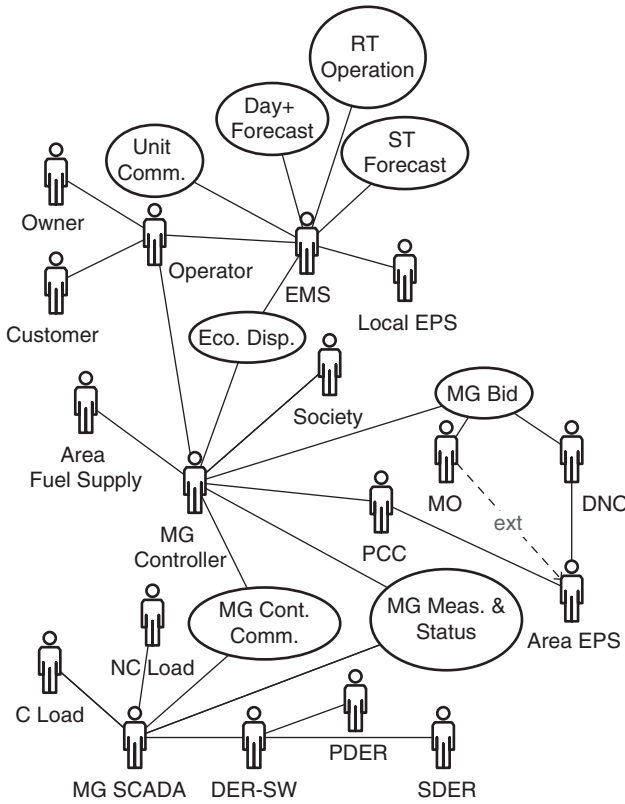 RT
Operation
Day+
Forecast
ST
Forecast
Unit
Comm.
Owner
Operator
EMS
Customer
Local EPS
Eco. Disp.
Society
MG Bid
Area
Fuel Supply
MO
DNO
ext
MG
Controller
PCC
MG Cont.
Comm.
MG Meas. &
Status
Area EPS
NC Load
C Load
PDER
MG SCADA
DER-SW
SDER